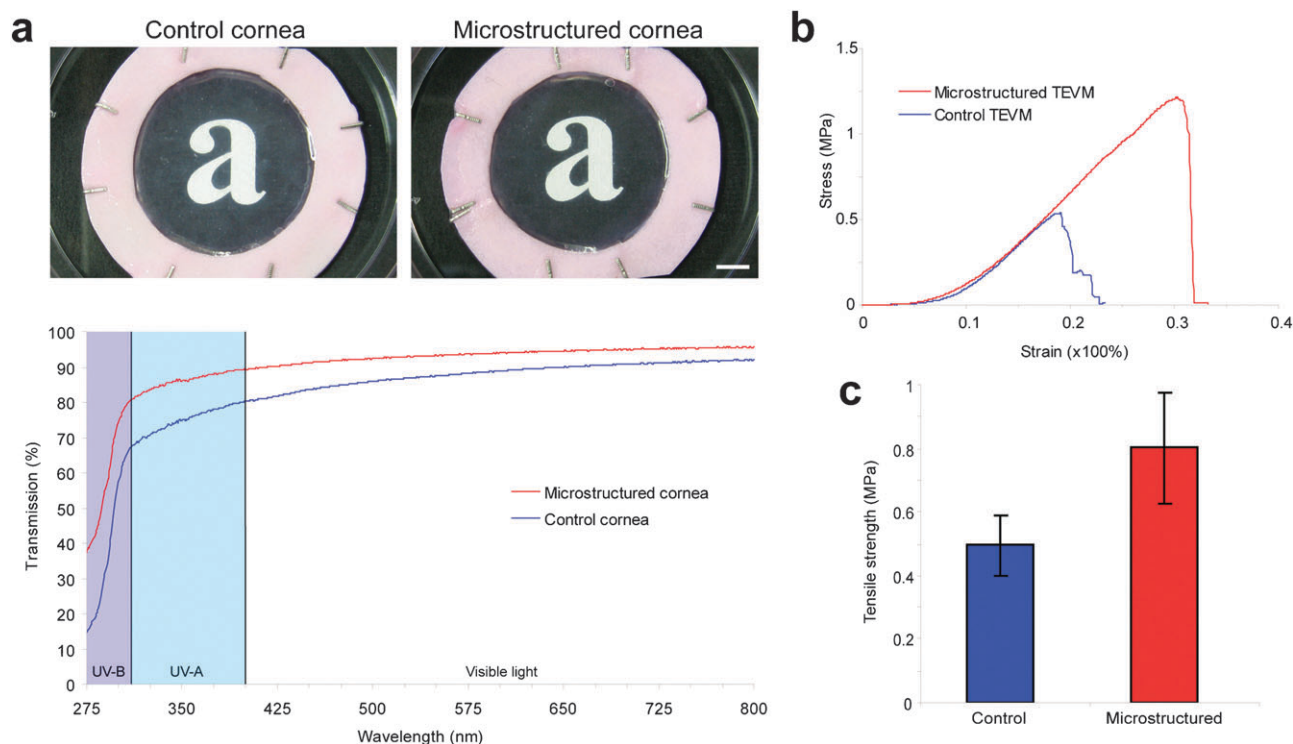 a
Control cornea
Microstructured cornea
a
a
100
90
80
70
60
50
40
30
20
10
0
Transmission (%)
Microstructured cornea
Control cornea
UV-B
UV-A
Visible light
275
350
425
500
575
650
725
800
Wavelength (nm)
b
1.5
1
0.5
0
Stress (MPa)
Microstructured TEVM
Control TEVM
0
0.1
0.2
0.3
0.4
Strain (x100%)
c
1
0.8
0.6
0.4
0.2
0
Tensile strength (MPa)
Control
Microstructured